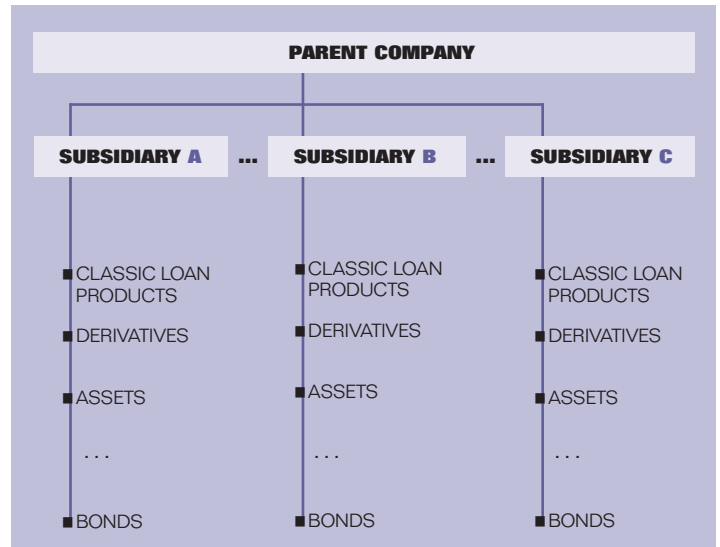 PARENT COMPANY
SUBSIDIARY A ... SUBSIDIARY B ... SUBSIDIARY C
CLASSIC LOAN
PRODUCTS
DERIVATIVES
ASSETS
...
BONDS
CLASSIC LOAN
PRODUCTS
DERIVATIVES
ASSETS
...
BONDS
CLASSIC LOAN
PRODUCTS
DERIVATIVES
ASSETS
...
BONDS